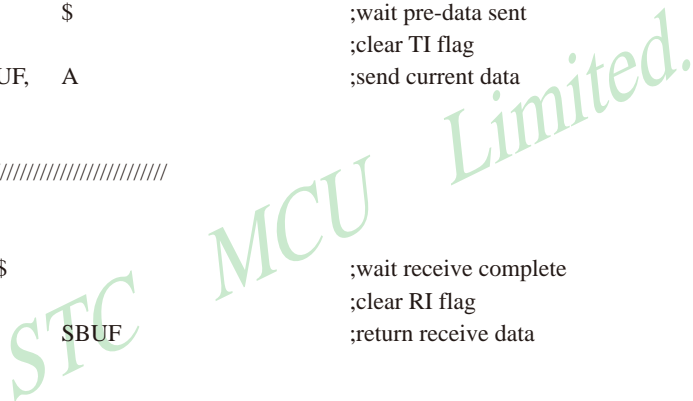 $ ;wait pre-data sent
;clear TI flag
UF, A ;send current data
/////////////////////////
$ ;wait receive complete
;clear RI flag
SBUF ;return receive data
STC MCU Limited.